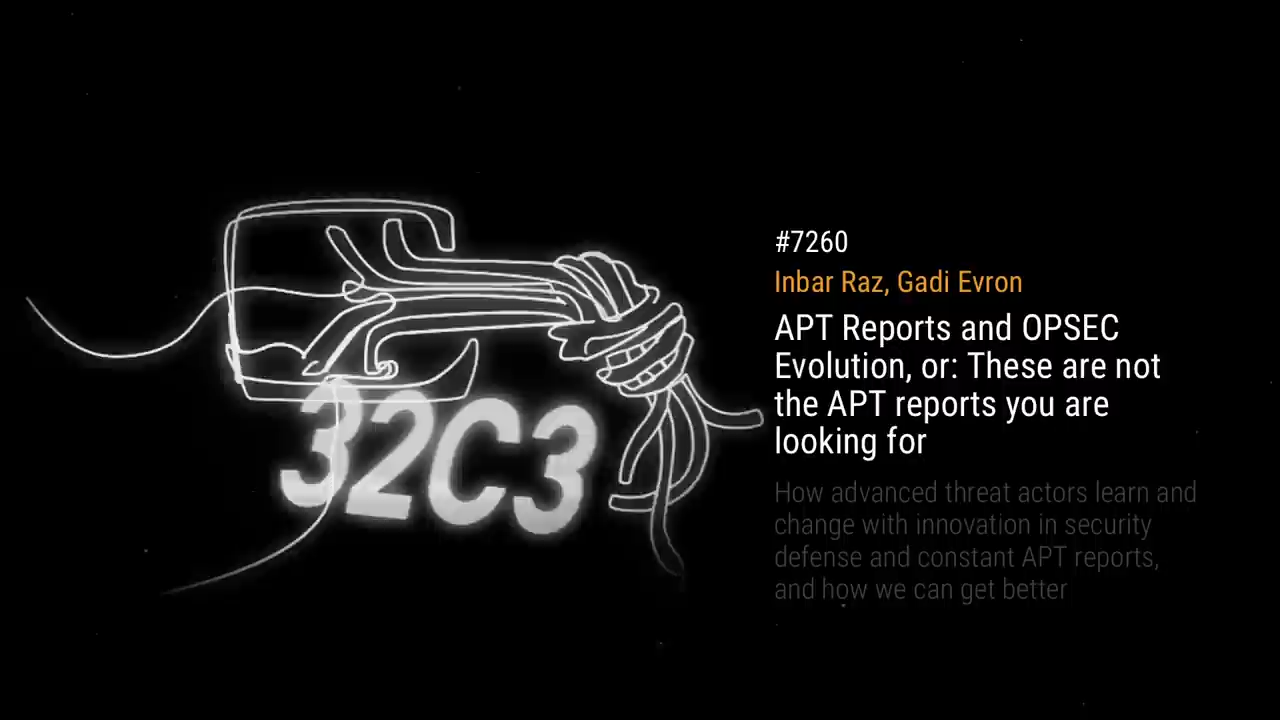 32C3
#7260
Inbar Raz, Gadi Evron
APT Reports and OPSEC
Evolution, or: These are not
the APT reports you are
looking for
How advanced threat actors learn and
change with innovation in security
defense and constant APT reports,
and how we can get better